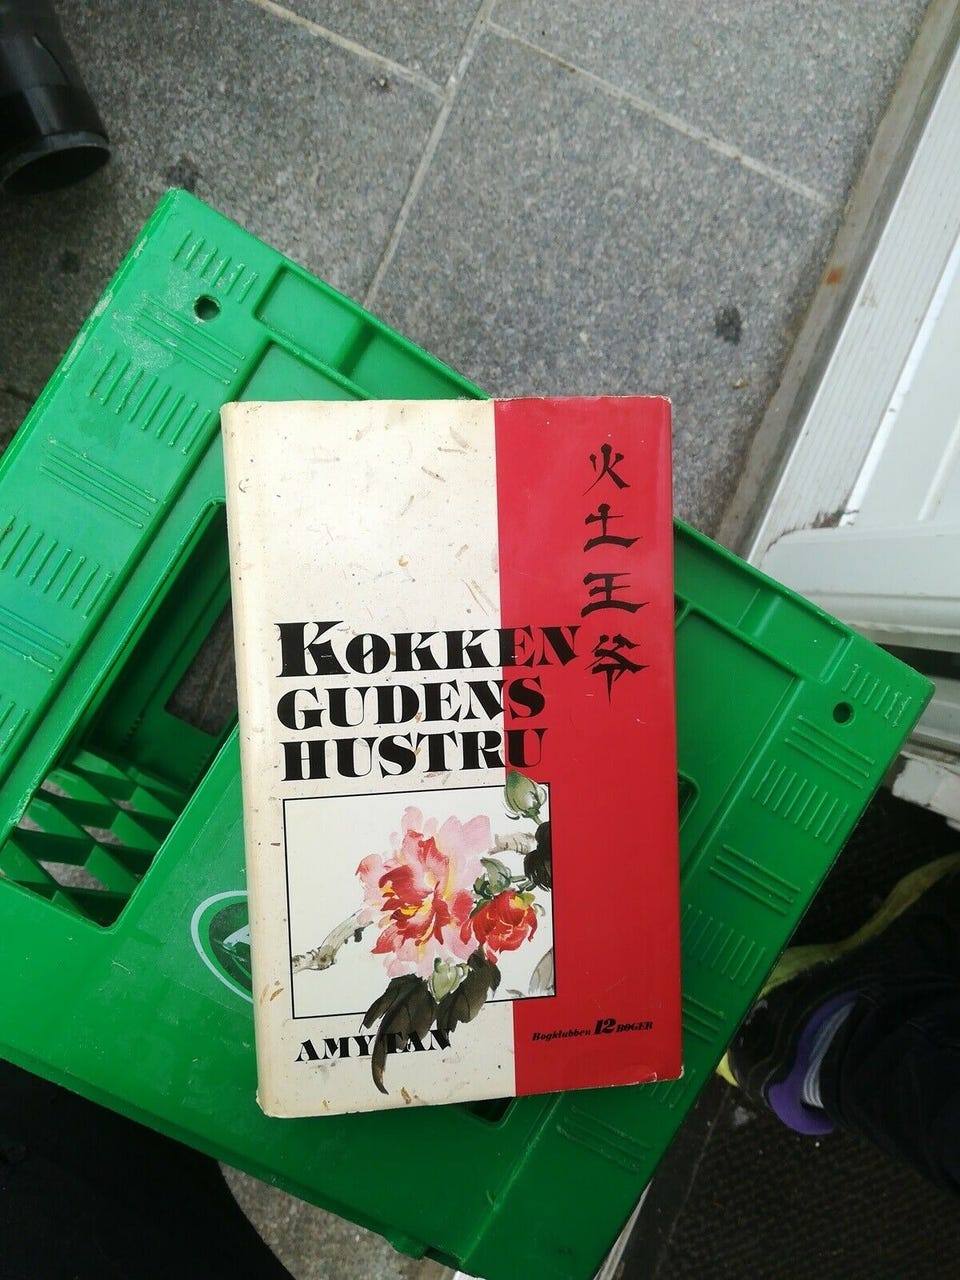 火
土
王
爷
KØKKEN
GUDENS
HUSTRU
AMY TAN
Bogklubben 12 BØGER